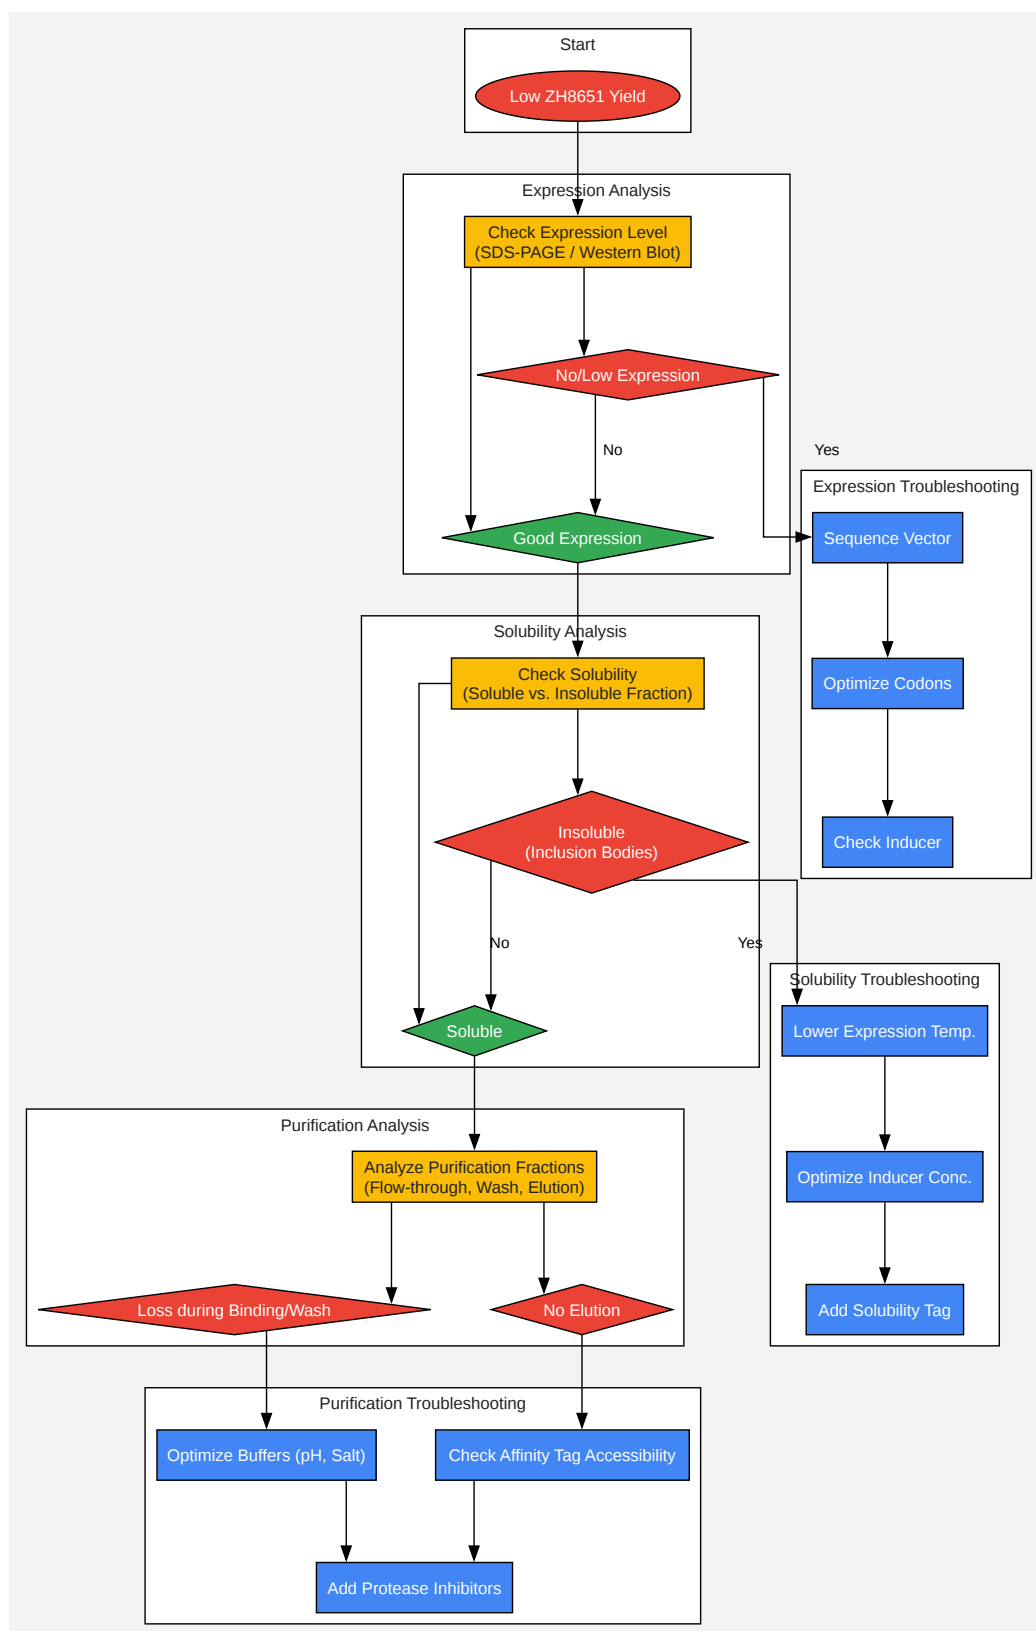 Start
Low ZH8651 Yield
Expression Analysis
Check Expression Level
(SDS-PAGE / Western Blot)
No/Low Expression
No
Yes
Good Expression
Expression Troubleshooting
Sequence Vector
Optimize Codons
Check Inducer
Solubility Analysis
Check Solubility
(Soluble vs. Insoluble Fraction)
Insoluble
(Inclusion Bodies)
No
Yes
Soluble
Solubility Troubleshooting
Lower Expression Temp.
Optimize Inducer Conc.
Add Solubility Tag
Purification Analysis
Analyze Purification Fractions
(Flow-through, Wash, Elution)
Loss during Binding/Wash
No Elution
Purification Troubleshooting
Optimize Buffers (pH, Salt)
Check Affinity Tag Accessibility
Add Protease Inhibitors